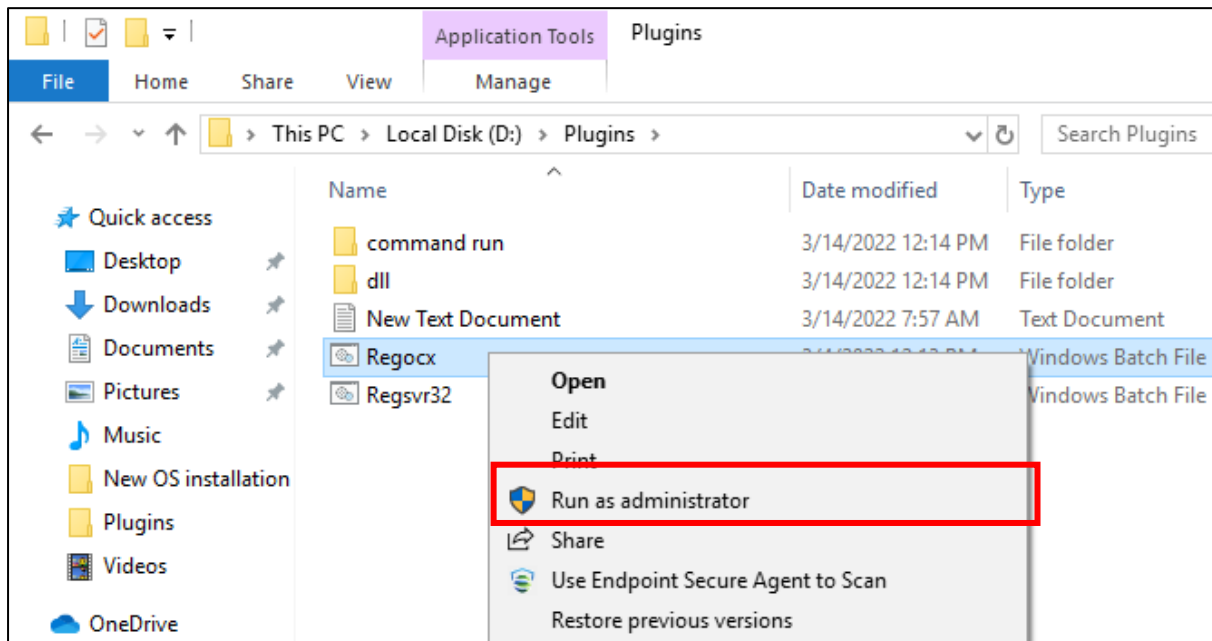 Application Tools Plugins
File Home Share View Manage
This PC > Local Disk (D:) > Plugins > Search Plugins
Name Date modified Type
Quick access
command run 3/14/2022 12:14 PM File folder
Desktop
dll 3/14/2022 12:14 PM File folder
Downloads
New Text Document 3/14/2022 7:57 AM Text Document
Documents
Regocx Windows Batch File
Open
Pictures
Regsvr32 Windows Batch File
Edit
Music
Print
New OS installation
Run as administrator
Plugins
Share
Videos
Use Endpoint Secure Agent to Scan
OneDrive
Restore previous versions